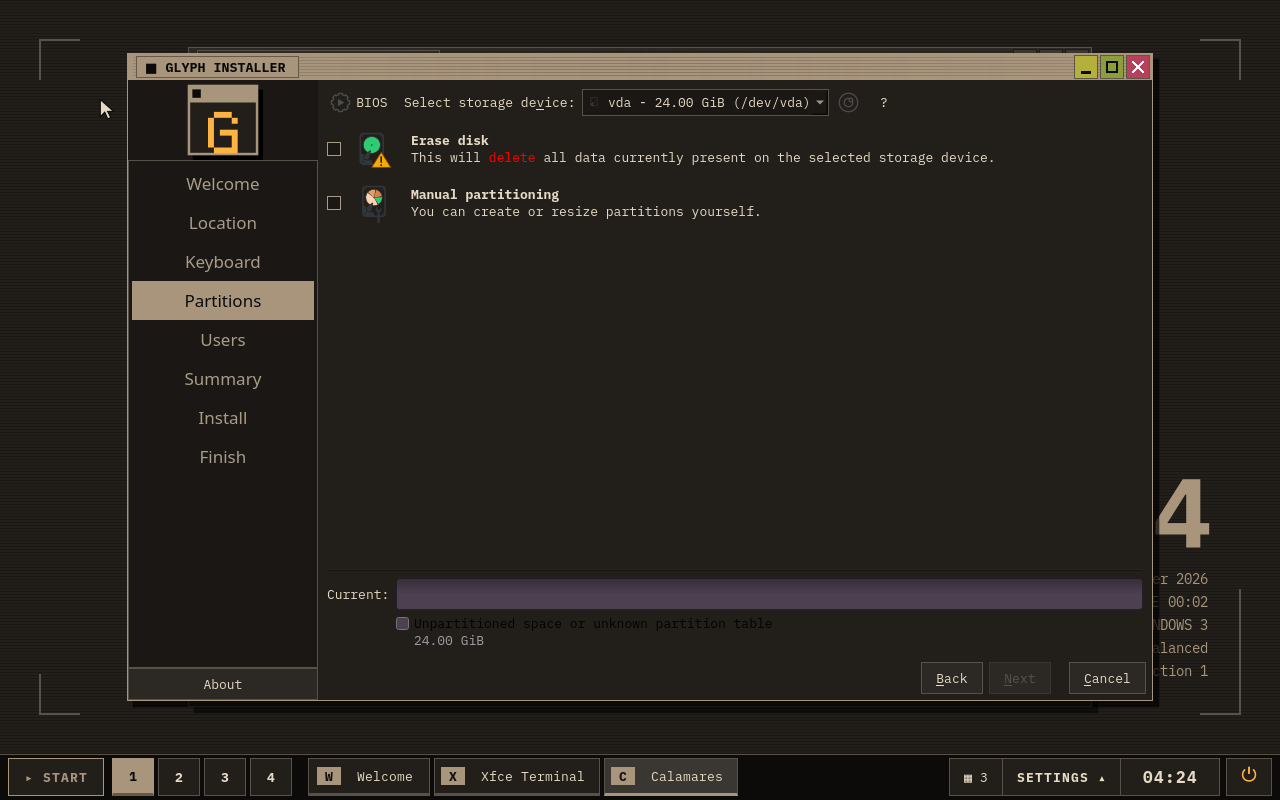 GLYPH INSTALLER
G
Welcome
Location
Keyboard
Partitions
Users
Summary
Install
Finish
About
BIOS Select storage device: vda - 24.00 GiB (/dev/vda) ?
Erase disk
This will delete all data currently present on the selected storage device.
Manual partitioning
You can create or resize partitions yourself.
Current:
Unpartitioned space or unknown partition table
24.00 GiB
Back Next Cancel
4
er 2026
00:02
NDOWS 3
alanced
ction 1
▸ START 1 2 3 4 W Welcome X Xfce Terminal C Calamares ▦ 3 SETTINGS ▴ 04:24